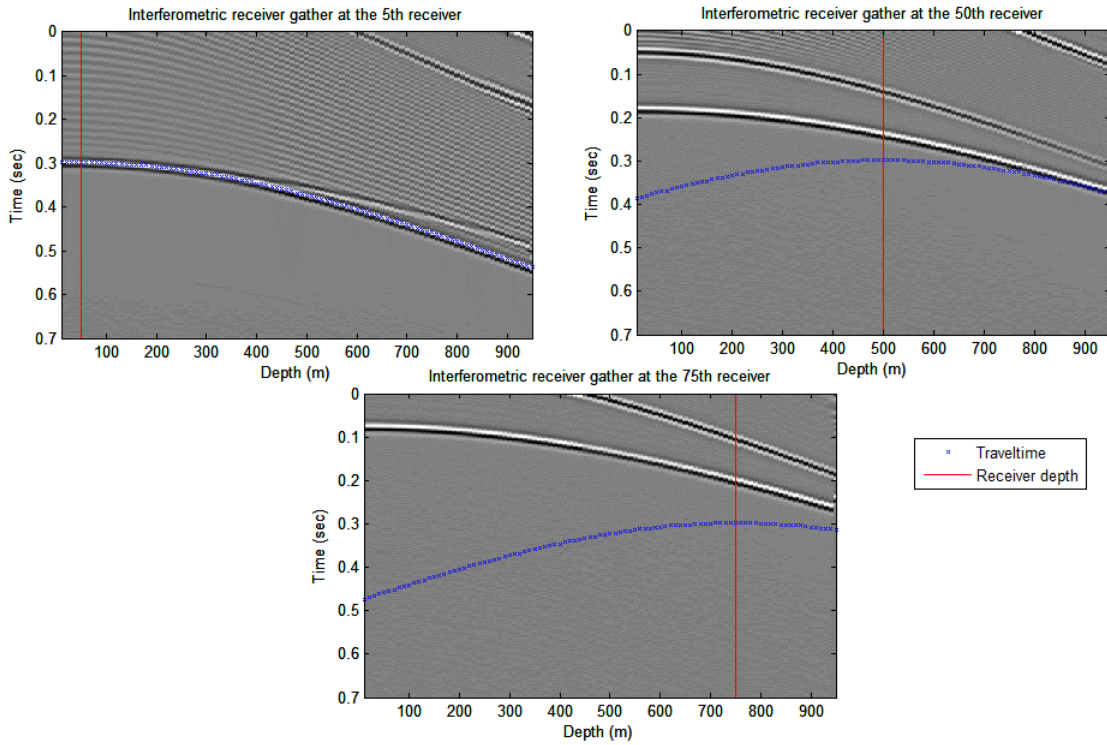 Interferometric receiver gather at the 5th receiver
0
0.1
0.2
0.3
0.4
0.5
0.6
0.7
Time (sec)
100 200 300 400 500 600 700 800 900
Depth (m)
Interferometric receiver gather at the 50th receiver
0
0.1
0.2
0.3
0.4
0.5
0.6
0.7
Time (sec)
100 200 300 400 500 600 700 800 900
Depth (m)
Interferometric receiver gather at the 75th receiver
0
0.1
0.2
0.3
0.4
0.5
0.6
0.7
Time (sec)
100 200 300 400 500 600 700 800 900
Depth (m)
Traveltime
Receiver depth